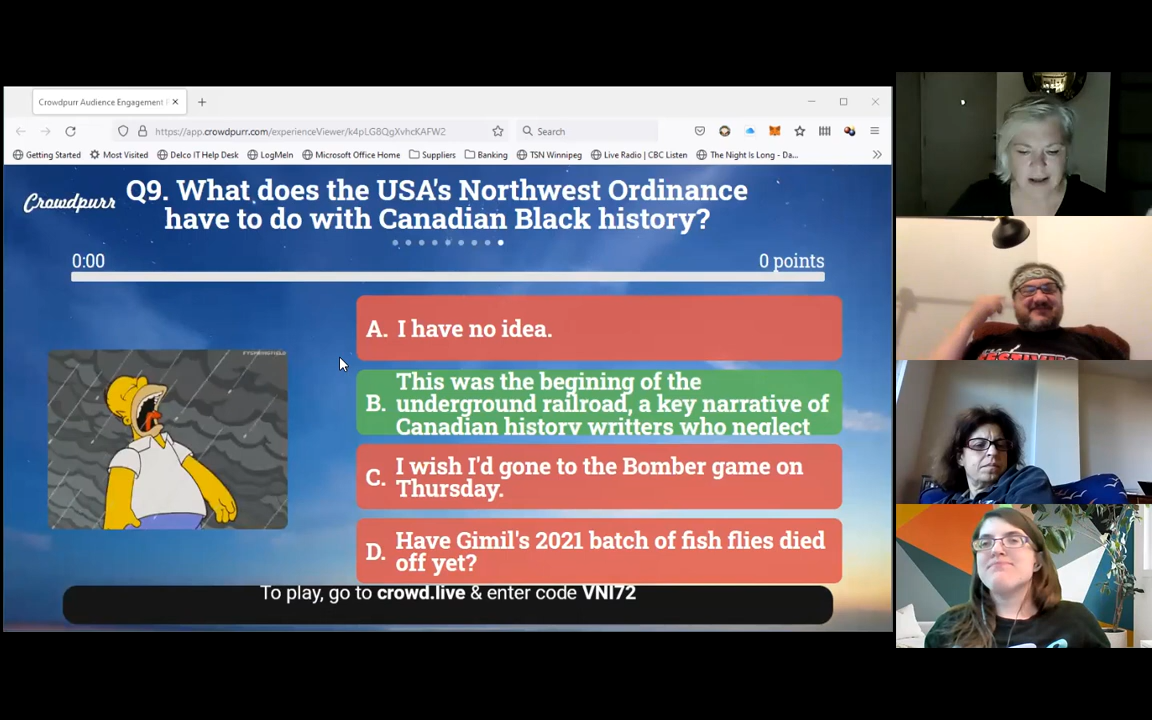 Crowdpurr Audience Engagement
https://app.crowdpurr.com/experienceViewer/k4pLG8QgXvhcKAFW2
Search
Getting Started
Most Visited
Delco IT Help Desk
LogMeIn
Microsoft Office Home
Suppliers
Banking
TSN Winnipeg
Live Radio | CBC Listen
The Night Is Long - Da...
Crowdpurr
Q9. What does the USA's Northwest Ordinance
have to do with Canadian Black history?
0:00
0 points
A. I have no idea.
This was the begining of the
B. underground railroad, a key narrative of
Canadian history writters who neglect
I wish I'd gone to the Bomber game on
C. Thursday.
Have Gimil's 2021 batch of fish flies died
D. off yet?
To play, go to crowd.live & enter code VNI72